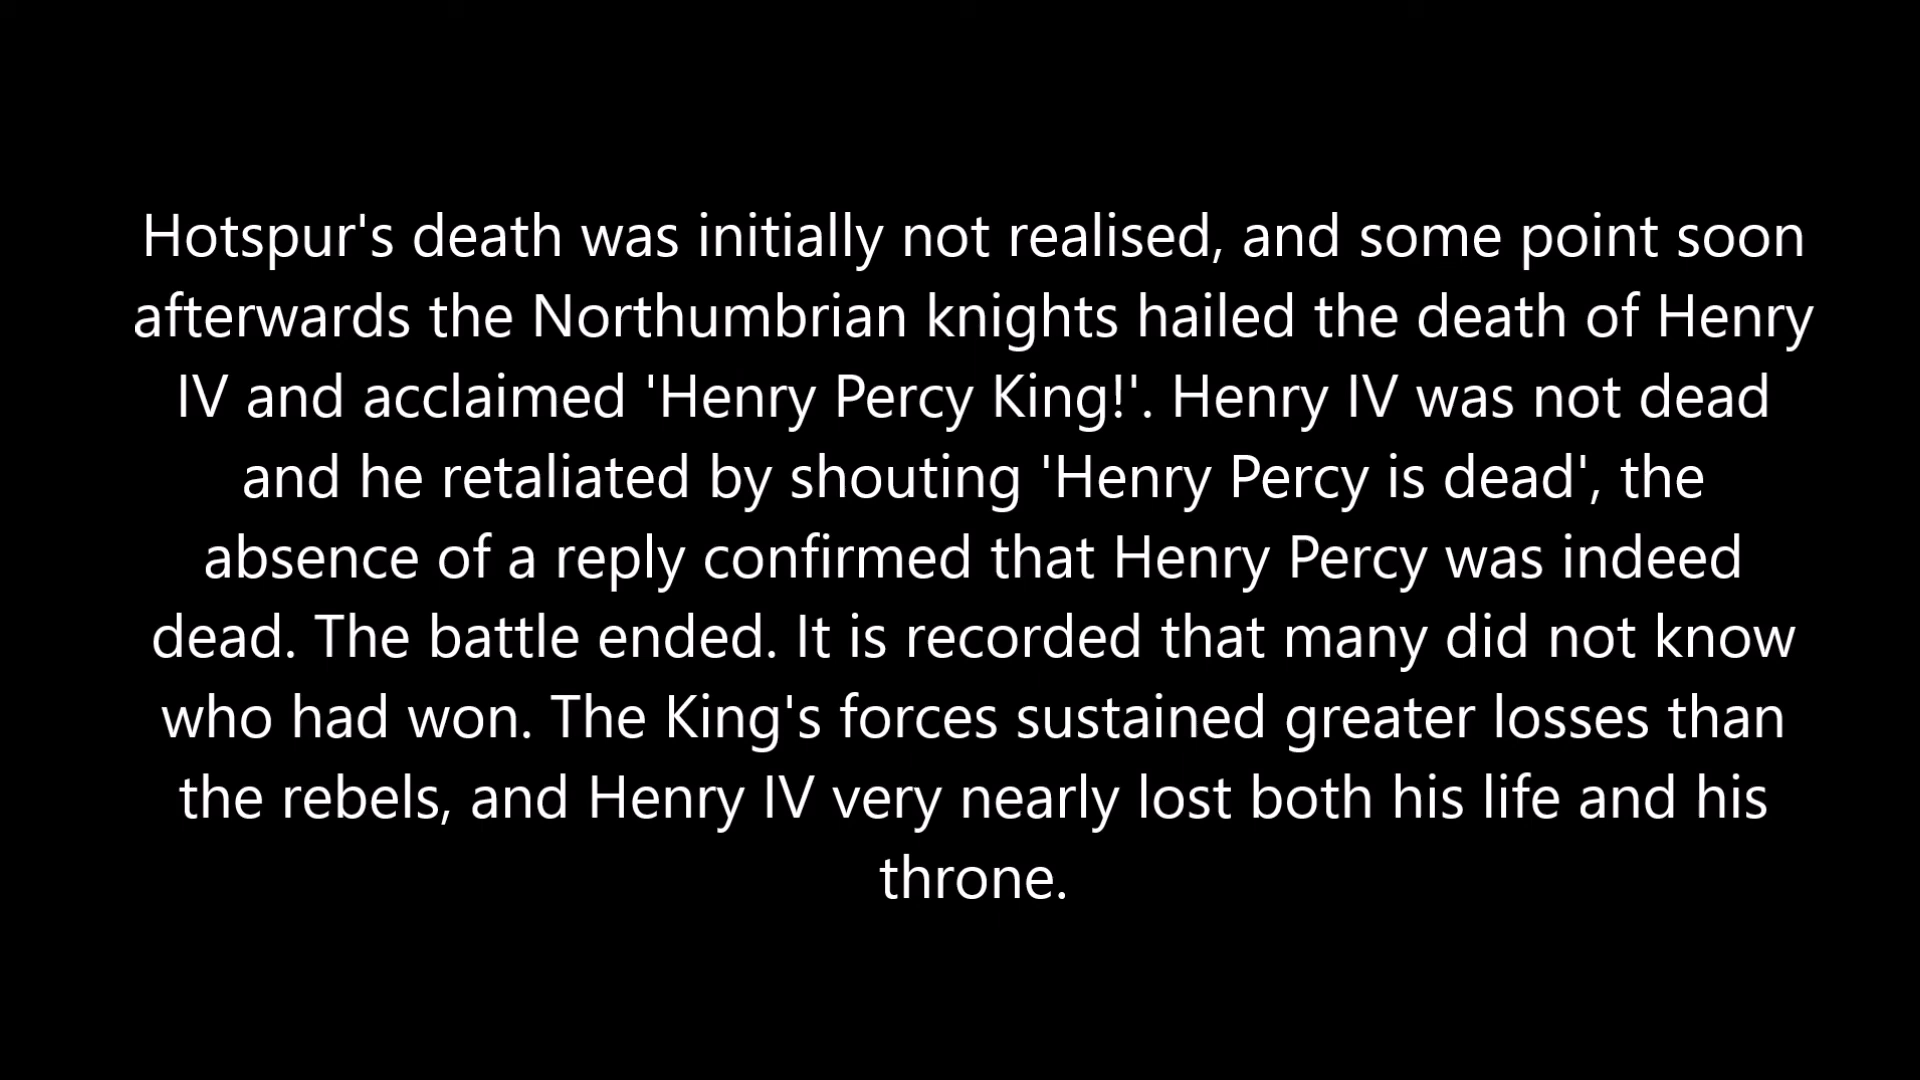 Hotspur's death was initially not realised, and some point soon
afterwards the Northumbrian knights hailed the death of Henry
IV and acclaimed 'Henry Percy King!'. Henry IV was not dead
and he retaliated by shouting 'Henry Percy is dead', the
absence of a reply confirmed that Henry Percy was indeed
dead. The battle ended. It is recorded that many did not know
who had won. The King's forces sustained greater losses than
the rebels, and Henry IV very nearly lost both his life and his
throne.